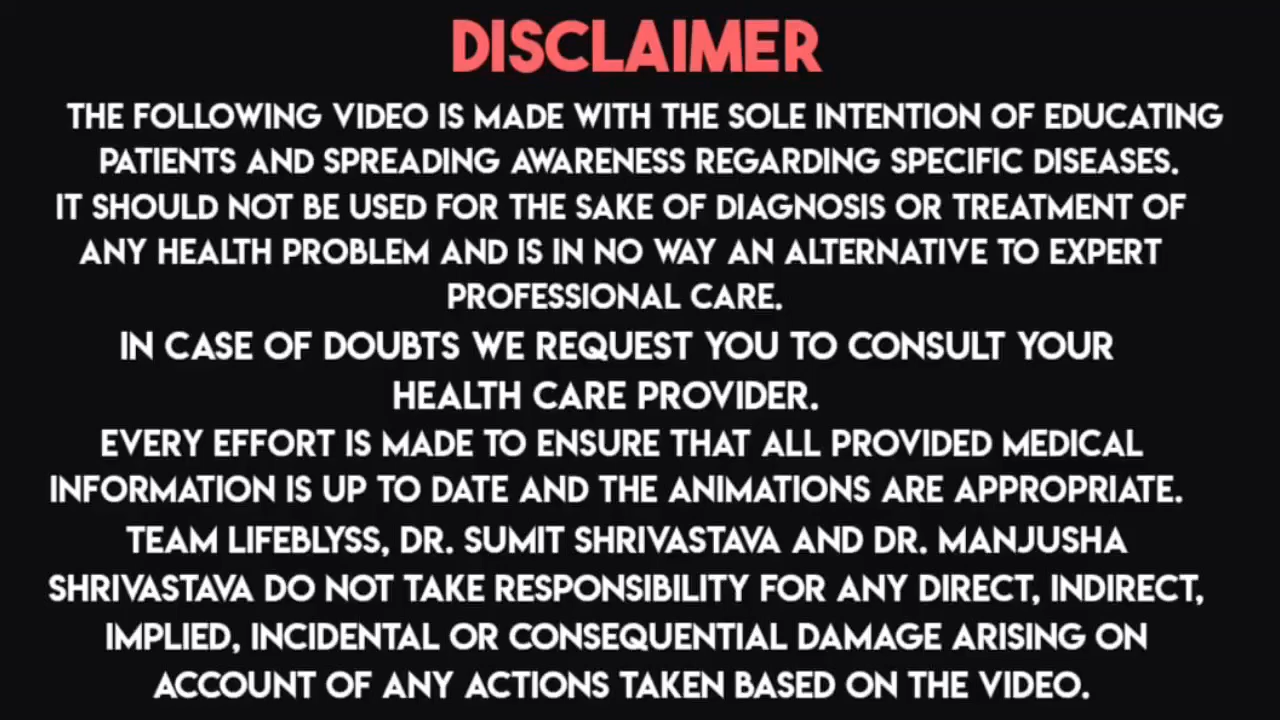 DISCLAIMER
THE FOLLOWING VIDEO IS MADE WITH THE SOLE INTENTION OF EDUCATING
PATIENTS AND SPREADING AWARENESS REGARDING SPECIFIC DISEASES.
IT SHOULD NOT BE USED FOR THE SAKE OF DIAGNOSIS OR TREATMENT OF
ANY HEALTH PROBLEM AND IS IN NO WAY AN ALTERNATIVE TO EXPERT
PROFESSIONAL CARE.
IN CASE OF DOUBTS WE REQUEST YOU TO CONSULT YOUR
HEALTH CARE PROVIDER.
EVERY EFFORT IS MADE TO ENSURE THAT ALL PROVIDED MEDICAL
INFORMATION IS UP TO DATE AND THE ANIMATIONS ARE APPROPRIATE.
TEAM LIFEBLYSS, DR. SUMIT SHRIVASTAVA AND DR. MANJUSHA
SHRIVASTAVA DO NOT TAKE RESPONSIBILITY FOR ANY DIRECT, INDIRECT,
IMPLIED, INCIDENTAL OR CONSEQUENTIAL DAMAGE ARISING ON
ACCOUNT OF ANY ACTIONS TAKEN BASED ON THE VIDEO.